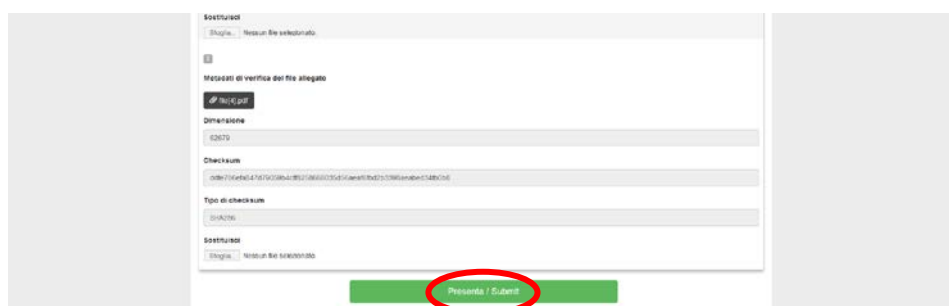 Sostituisci
Sfoglia... Nessun file selezionato.
Metadati di verifica del file allegato
file[4].pdf
Dimensione
62679
Checksum
Tipo di checksum
SHA256
Sostituisci
Sfoglia... Nessun file selezionato.
Presenta / Submit